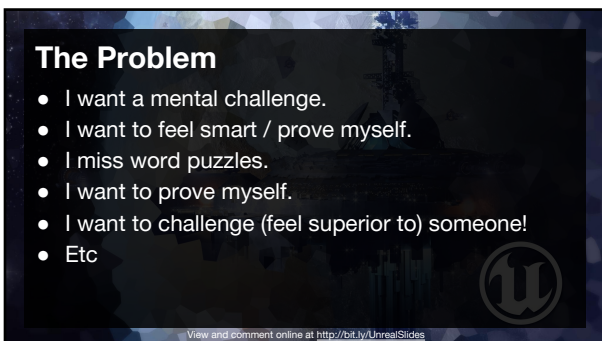 The Problem
● I want a mental challenge.
● I want to feel smart / prove myself.
● I miss word puzzles.
● I want to prove myself.
● I want to challenge (feel superior to) someone!
● Etc
View and comment online at http://bit.ly/UnrealSlides